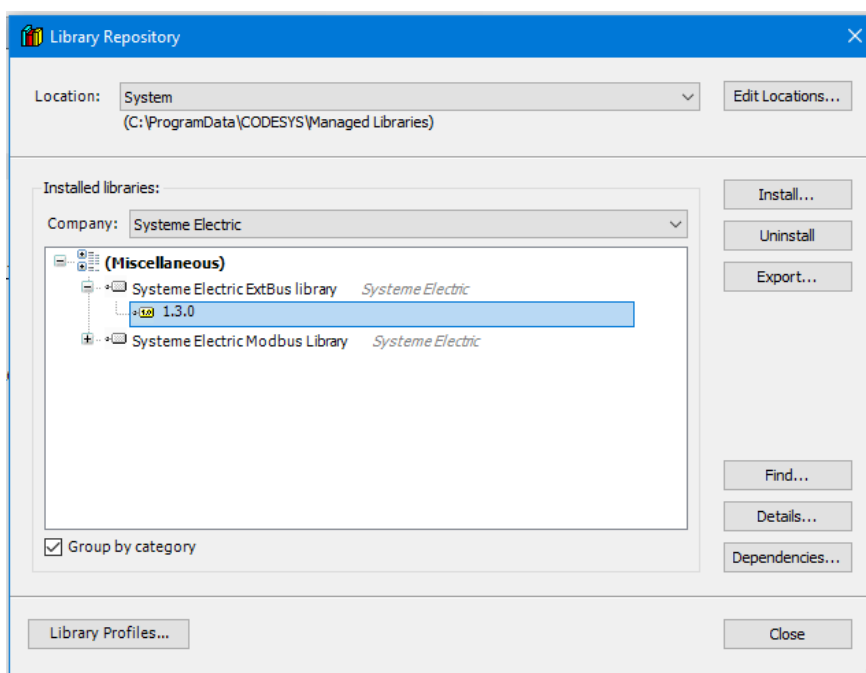 Library Repository
Location: System Edit Locations...
(C:\ProgramData\CODESYS\Managed Libraries)
Installed libraries:
Install...
Company: Systeme Electric
Uninstall
(Miscellaneous)
Export...
Systeme Electric ExtBus library Systeme Electric
1.0 1.3.0
Systeme Electric Modbus Library Systeme Electric
Find...
Details...
Group by category
Dependencies...
Library Profiles... Close